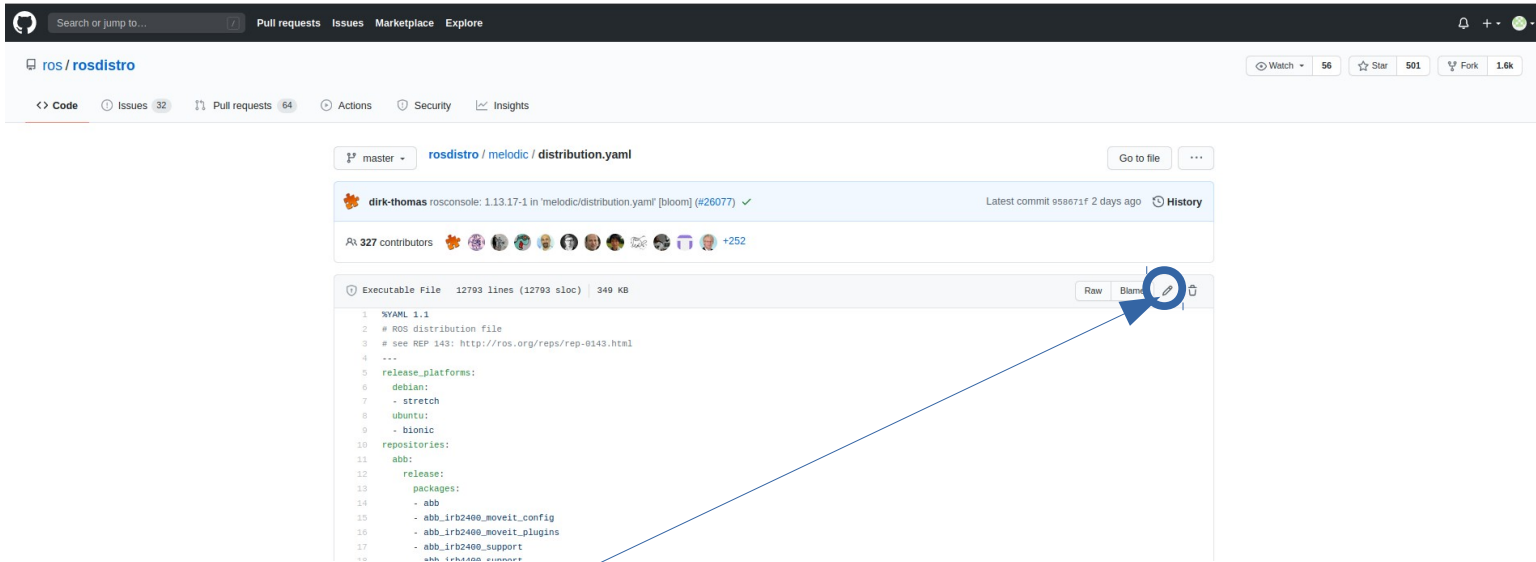 Search or jump to... / Pull requests Issues Marketplace Explore
ros / rosdistro Watch 56 Star 501 Fork 1.6k
<> Code Issues 32 Pull requests 64 Actions Security Insights
master rosdistro / melodic / distribution.yaml Go to file ...
dirk-thomas rosconsole: 1.13.17-1 in 'melodic/distribution.yaml' [bloom] (#26077) Latest commit 958671f 2 days ago History
327 contributors +252
Executable File 12793 lines (12793 sloc) 349 KB Raw Blame
1 %YAML 1.1
2 # ROS distribution file
3 # see REP 143: http://ros.org/reps/rep-0143.html
4 ---
5 release_platforms:
6 debian:
7 - stretch
8 ubuntu:
9 - bionic
10 repositories:
11 abb:
12 release:
13 packages:
14 - abb
15 - abb_irb2400_moveit_config
16 - abb_irb2400_moveit_plugins
17 - abb_irb2400_support
18 - abb_irb4400_support